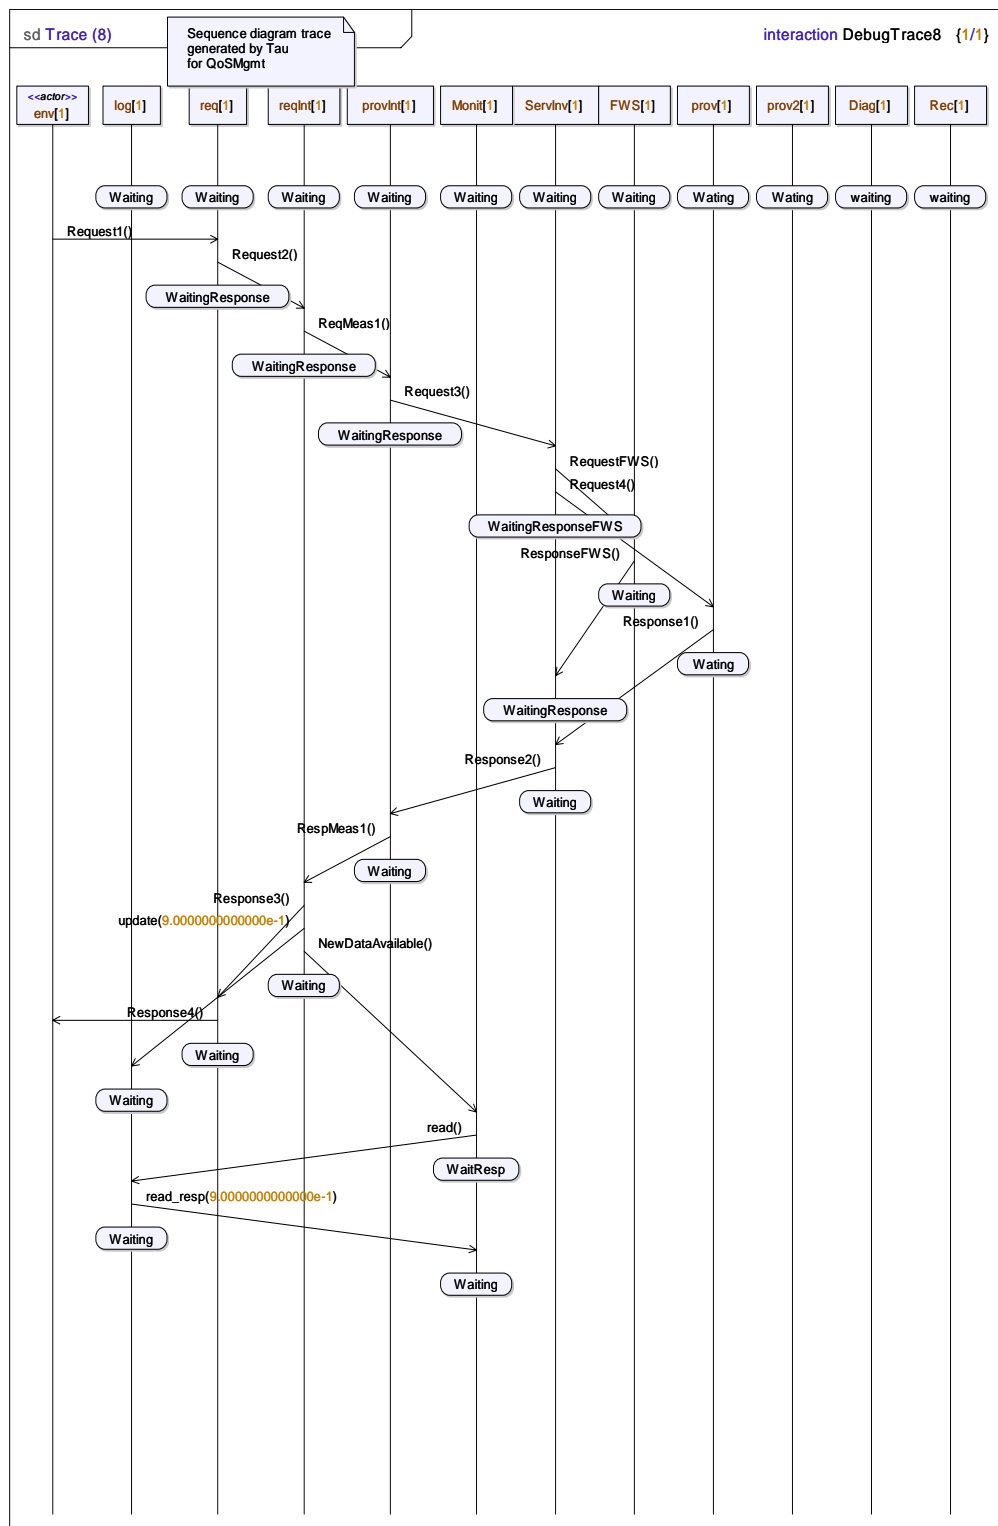 sd Trace (8)
Sequence diagram trace
generated by Tau
for QoSMgmt
interaction DebugTrace8 {1/1}
<<actor>>
env[1]
log[1]
req[1]
reqInt[1]
provInt[1]
Monit[1]
ServInv[1]
FWS[1]
prov[1]
prov2[1]
Diag[1]
Rec[1]
Waiting
Waiting
Waiting
Waiting
Waiting
Waiting
Waiting
Wating
Wating
waiting
waiting
Request1()
Request2()
WaitingResponse
ReqMeas1()
WaitingResponse
Request3()
WaitingResponse
RequestFWS()
Request4()
WaitingResponseFWS
ResponseFWS()
Waiting
Response1()
Wating
WaitingResponse
Response2()
Waiting
RespMeas1()
Waiting
Response3()
update(9.0000000000000e-1)
NewDataAvailable()
Waiting
Response4()
Waiting
Waiting
read()
WaitResp
read_resp(9.0000000000000e-1)
Waiting
Waiting